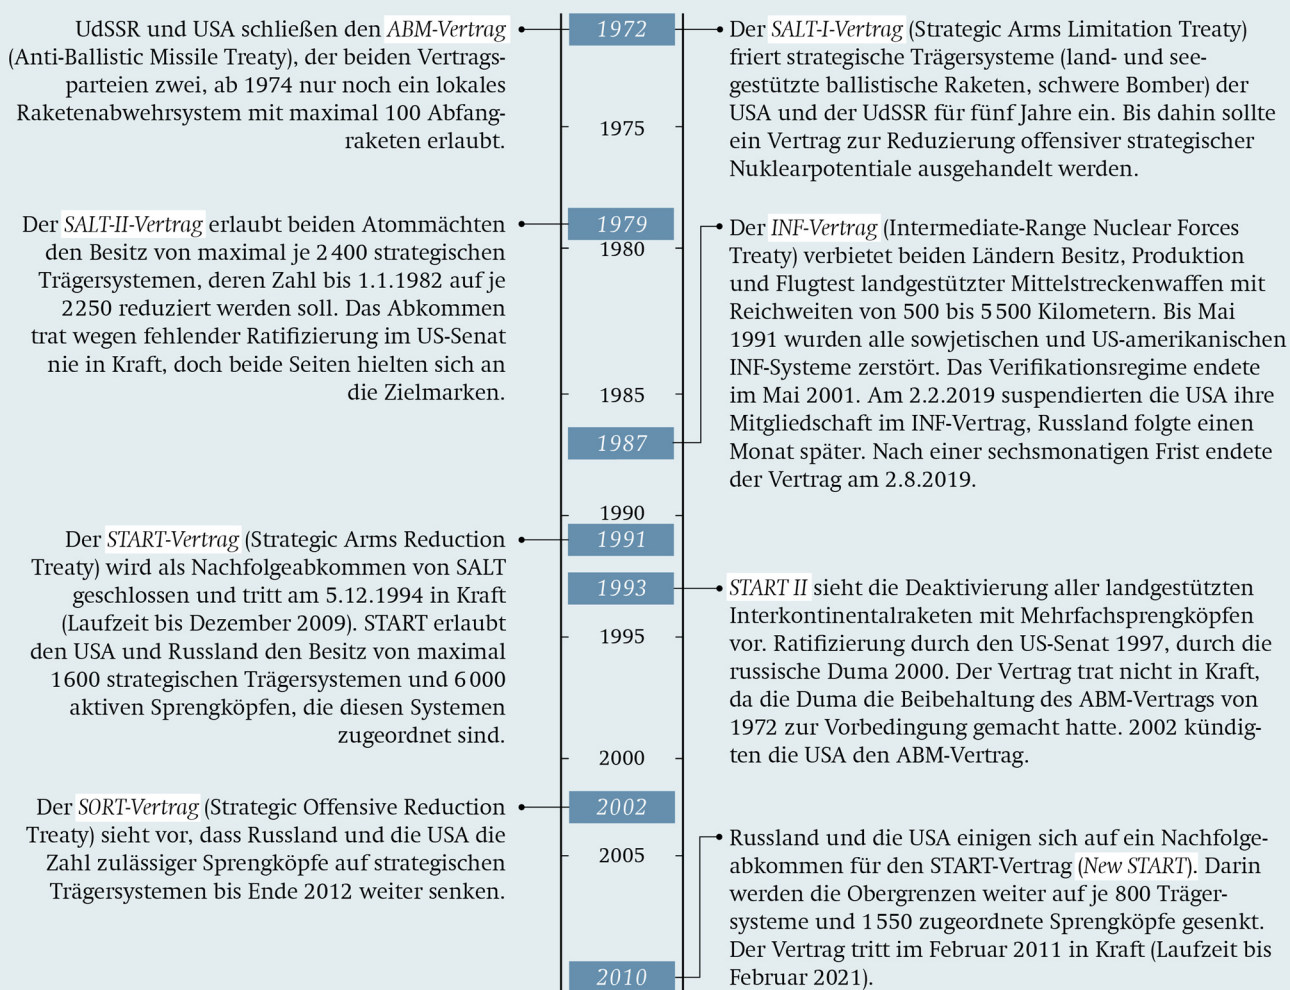 UdSSR und USA schließen den ABM-Vertrag
(Anti-Ballistic Missile Treaty), der beiden Vertrags-
parteien zwei, ab 1974 nur noch ein lokales
Raketenabwehrsystem mit maximal 100 Abfang-
raketen erlaubt.
1972
Der SALT-I-Vertrag (Strategic Arms Limitation Treaty)
friert strategische Trägersysteme (land- und see-
gestützte ballistische Raketen, schwere Bomber) der
USA und der UdSSR für fünf Jahre ein. Bis dahin sollte
ein Vertrag zur Reduzierung offensiver strategischer
Nuklearpotentiale ausgehandelt werden.
1975
Der SALT-II-Vertrag erlaubt beiden Atommächten
den Besitz von maximal je 2 400 strategischen
Trägersystemen, deren Zahl bis 1.1.1982 auf je
2250 reduziert werden soll. Das Abkommen
trat wegen fehlender Ratifizierung im US-Senat
nie in Kraft, doch beide Seiten hielten sich an
die Zielmarken.
1979
1980
Der INF-Vertrag (Intermediate-Range Nuclear Forces
Treaty) verbietet beiden Ländern Besitz, Produktion
und Flugtest landgestützter Mittelstreckenwaffen mit
Reichweiten von 500 bis 5 500 Kilometern. Bis Mai
1991 wurden alle sowjetischen und US-amerikanischen
INF-Systeme zerstört. Das Verifikationsregime endete
im Mai 2001. Am 2.2.2019 suspendierten die USA ihre
Mitgliedschaft im INF-Vertrag, Russland folgte einen
Monat später. Nach einer sechsmonatigen Frist endete
der Vertrag am 2.8.2019.
1985
1987
1990
Der START-Vertrag (Strategic Arms Reduction
Treaty) wird als Nachfolgeabkommen von SALT
geschlossen und tritt am 5.12.1994 in Kraft
(Laufzeit bis Dezember 2009). START erlaubt
den USA und Russland den Besitz von maximal
1 600 strategischen Trägersystemen und 6 000
aktiven Sprengköpfen, die diesen Systemen
zugeordnet sind.
1991
1993
START II sieht die Deaktivierung aller landgestützten
Interkontinentalraketen mit Mehrfachsprengköpfen
vor. Ratifizierung durch den US-Senat 1997, durch die
russische Duma 2000. Der Vertrag trat nicht in Kraft,
da die Duma die Beibehaltung des ABM-Vertrags von
1972 zur Vorbedingung gemacht hatte. 2002 kündig-
ten die USA den ABM-Vertrag.
1995
2000
Der SORT-Vertrag (Strategic Offensive Reduction
Treaty) sieht vor, dass Russland und die USA die
Zahl zulässiger Sprengköpfe auf strategischen
Trägersystemen bis Ende 2012 weiter senken.
2002
2005
Russland und die USA einigen sich auf ein Nachfolge-
abkommen für den START-Vertrag (New START). Darin
werden die Obergrenzen weiter auf je 800 Träger-
systeme und 1 550 zugeordnete Sprengköpfe gesenkt.
Der Vertrag tritt im Februar 2011 in Kraft (Laufzeit bis
Februar 2021).
2010